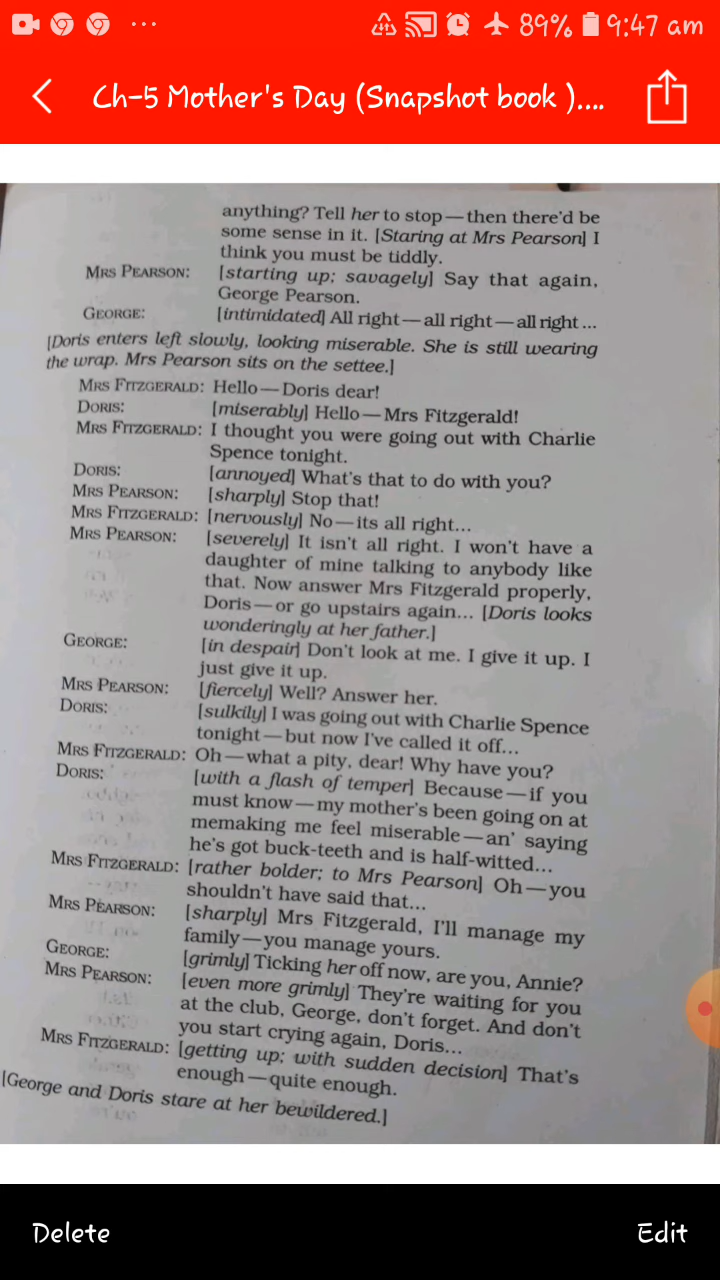 89% 9:47 am
Ch-5 Mother's Day (Snapshot book )....
anything? Tell her to stop—then there'd be
some sense in it. [Staring at Mrs Pearson] I
think you must be tiddly.
MRS PEARSON: [starting up; savagely] Say that again,
George Pearson.
GEORGE: [intimidated] All right—all right—all right...
[Doris enters left slowly, looking miserable. She is still wearing
the wrap. Mrs Pearson sits on the settee.]
MRS FITZGERALD: Hello—Doris dear!
DORIS: [miserably] Hello—Mrs Fitzgerald!
MRS FITZGERALD: I thought you were going out with Charlie
Spence tonight.
DORIS: [annoyed] What's that to do with you?
MRS PEARSON: [sharply] Stop that!
MRS FITZGERALD: [nervously] No—its all right...
MRS PEARSON: [severely] It isn't all right. I won't have a
daughter of mine talking to anybody like
that. Now answer Mrs Fitzgerald properly,
Doris—or go upstairs again... [Doris looks
wonderingly at her father.]
GEORGE: [in despair] Don't look at me. I give it up. I
just give it up.
MRS PEARSON: [fiercely] Well? Answer her.
DORIS: [sulkily] I was going out with Charlie Spence
tonight—but now I've called it off...
MRS FITZGERALD: Oh—what a pity, dear! Why have you?
DORIS: [with a flash of temper] Because—if you
must know—my mother's been going on at
memaking me feel miserable—an' saying
he's got buck-teeth and is half-witted...
MRS FITZGERALD: [rather bolder; to Mrs Pearson] Oh—you
shouldn't have said that...
MRS PEARSON: [sharply] Mrs Fitzgerald, I'll manage my
family—you manage yours.
GEORGE: [grimly] Ticking her off now, are you, Annie?
MRS PEARSON: [even more grimly] They're waiting for you
at the club, George, don't forget. And don't
you start crying again, Doris...
MRS FITZGERALD: [getting up; with sudden decision] That's
enough—quite enough.
[George and Doris stare at her bewildered.]
Delete Edit